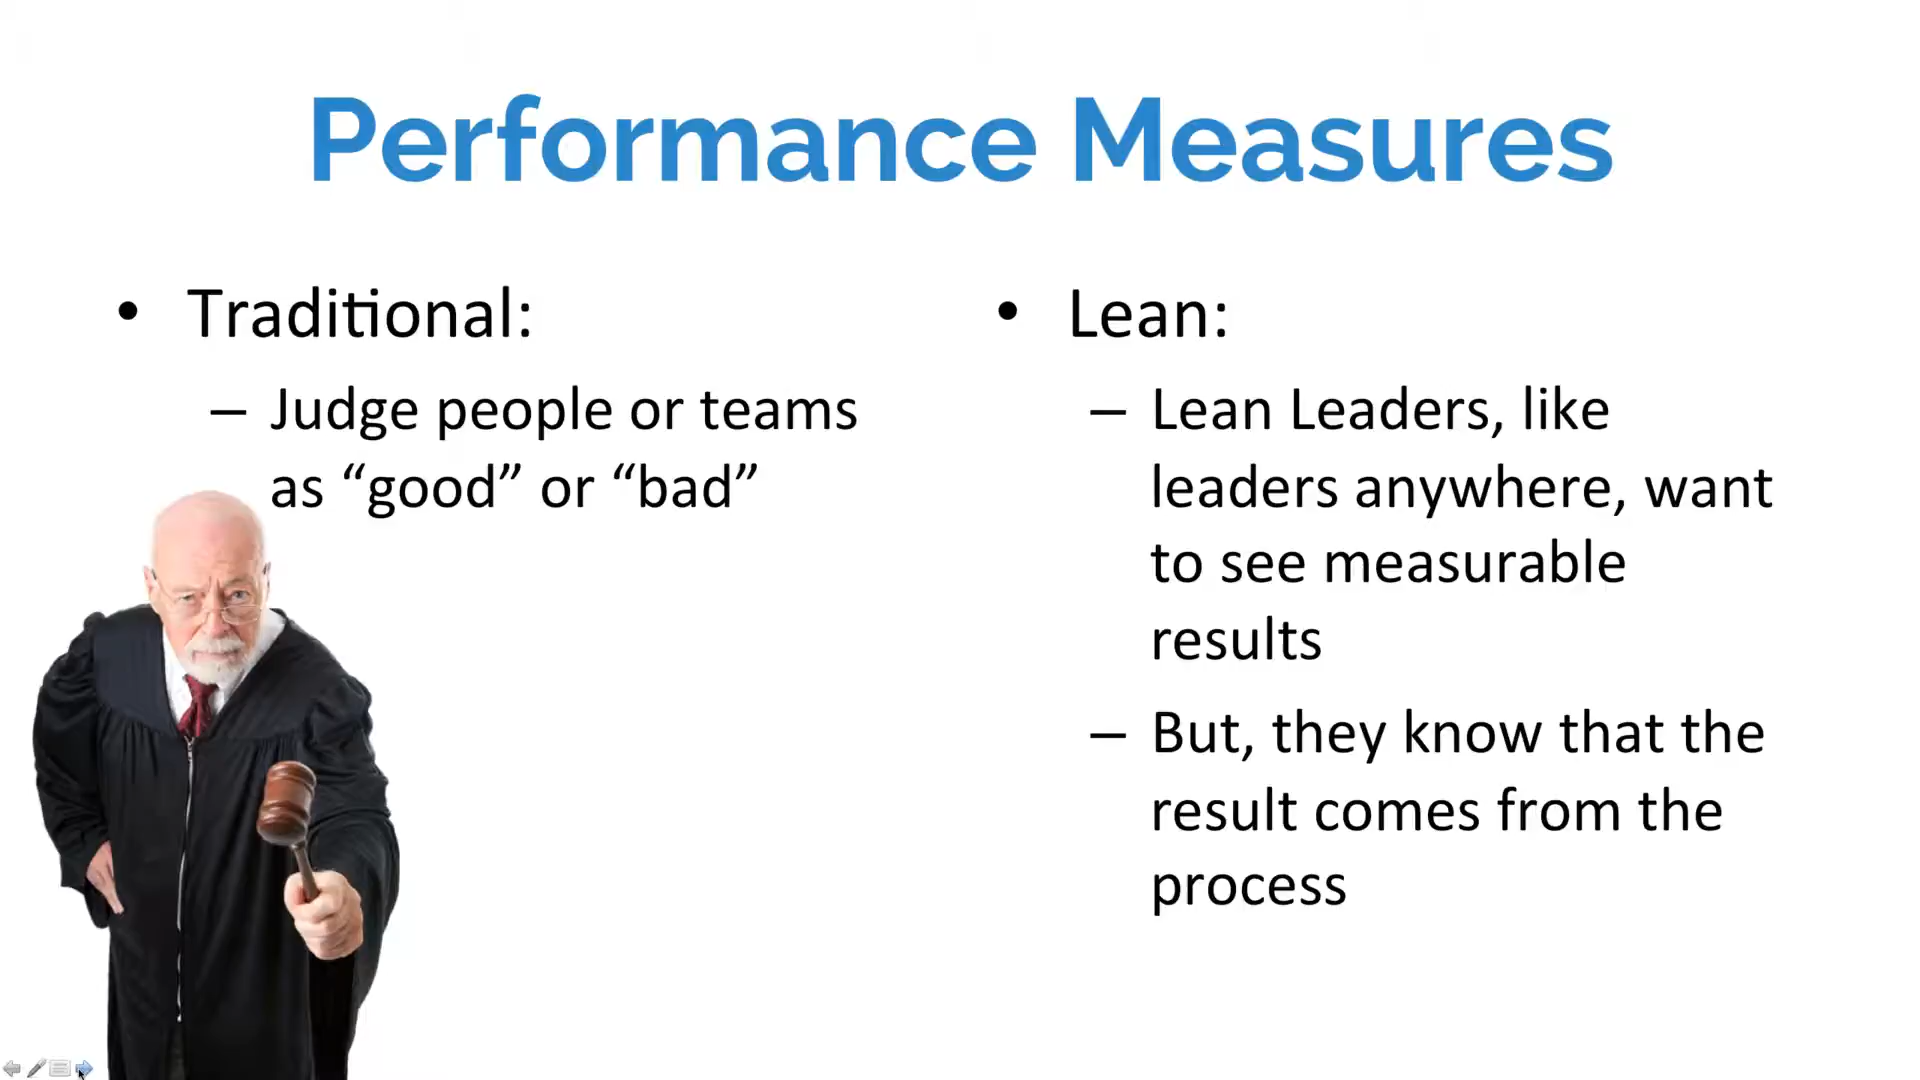 Performance Measures
• Traditional:
– Judge people or teams
as “good” or “bad”
• Lean:
– Lean Leaders, like
leaders anywhere, want
to see measurable
results
– But, they know that the
result comes from the
process